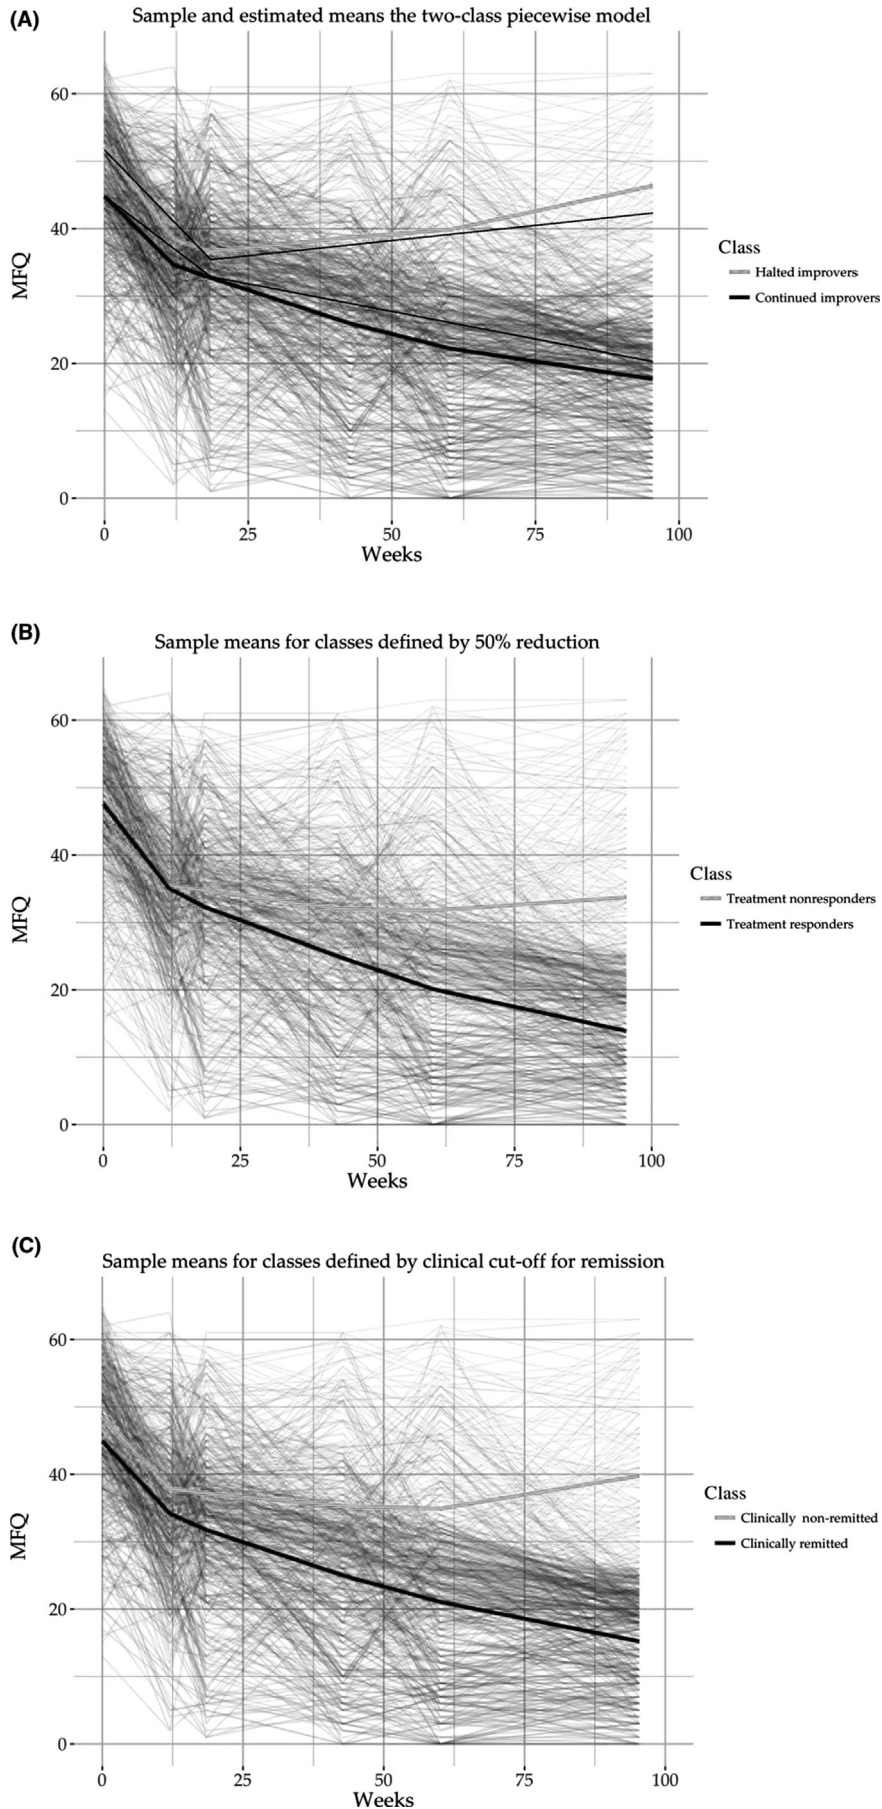 (A)
Sample and estimated means the two-class piecewise model
60
40
20
0
MFQ
0 25 50 75 100
Weeks
Class
Halted improvers
Continued improvers
(B)
Sample means for classes defined by 50% reduction
60
40
20
0
MFQ
0 25 50 75 100
Weeks
Class
Treatment nonresponders
Treatment responders
(C)
Sample means for classes defined by clinical cut-off for remission
60
40
20
0
MFQ
0 25 50 75 100
Weeks
Class
Clinically non-remitted
Clinically remitted